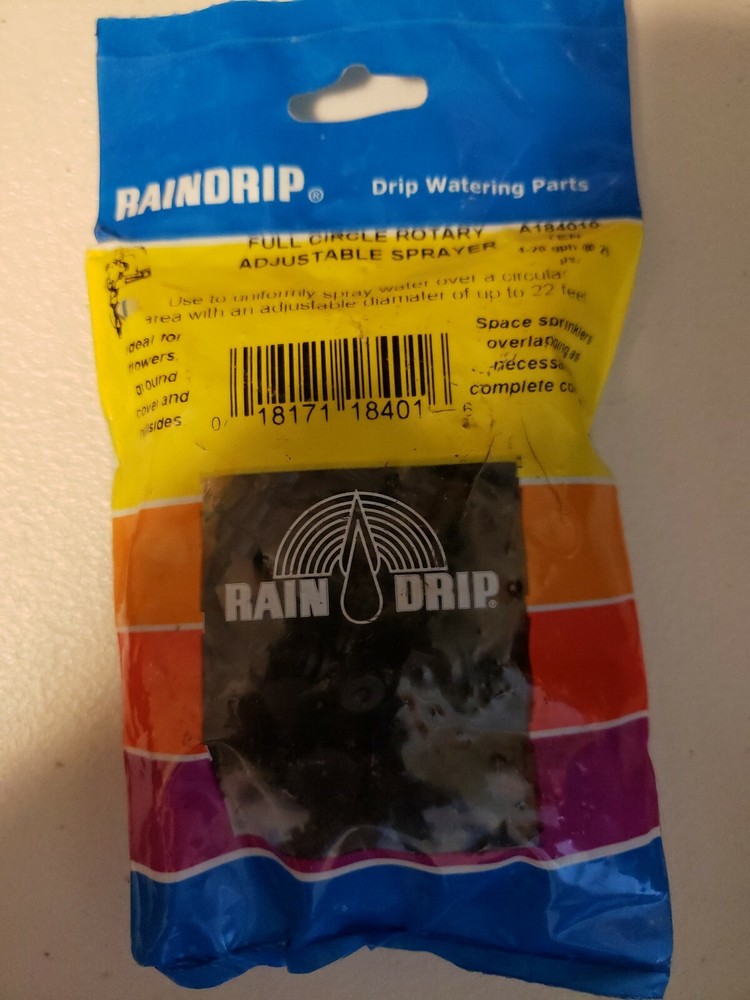 RAINDRIP®
Drip Watering Parts
FULL CIRCLE ROTARY
ADJUSTABLE SPRAYER
Use to uniformly spray water over a circular
area with an adjustable diamater of up to 22 feet
ideal for
flowers,
ground
cover and
hillsides
Space sprinklers
overlapping as
complete
0 18171 18401 6
RAIN DRIP®